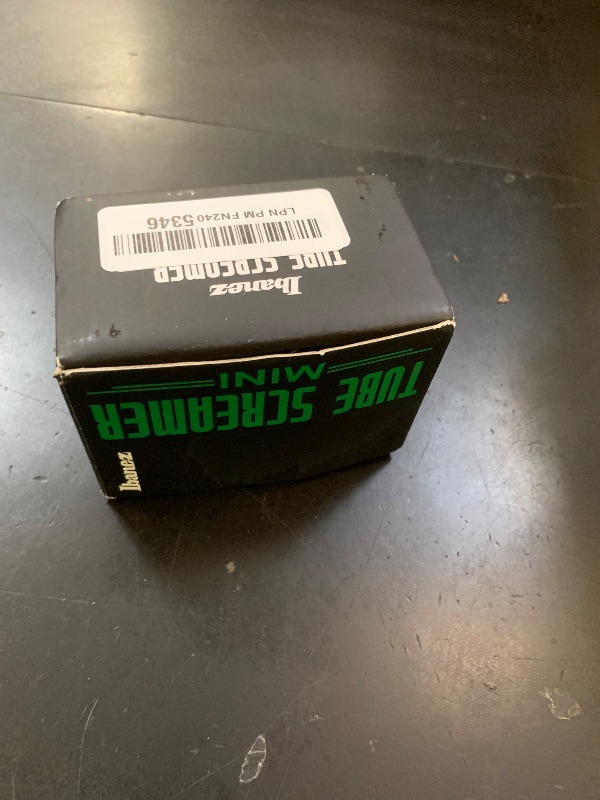 LPN PM FN240 5346
TUBE SCREAMER
Ibanez
TUBE SCREAMER
MINI
Ibanez